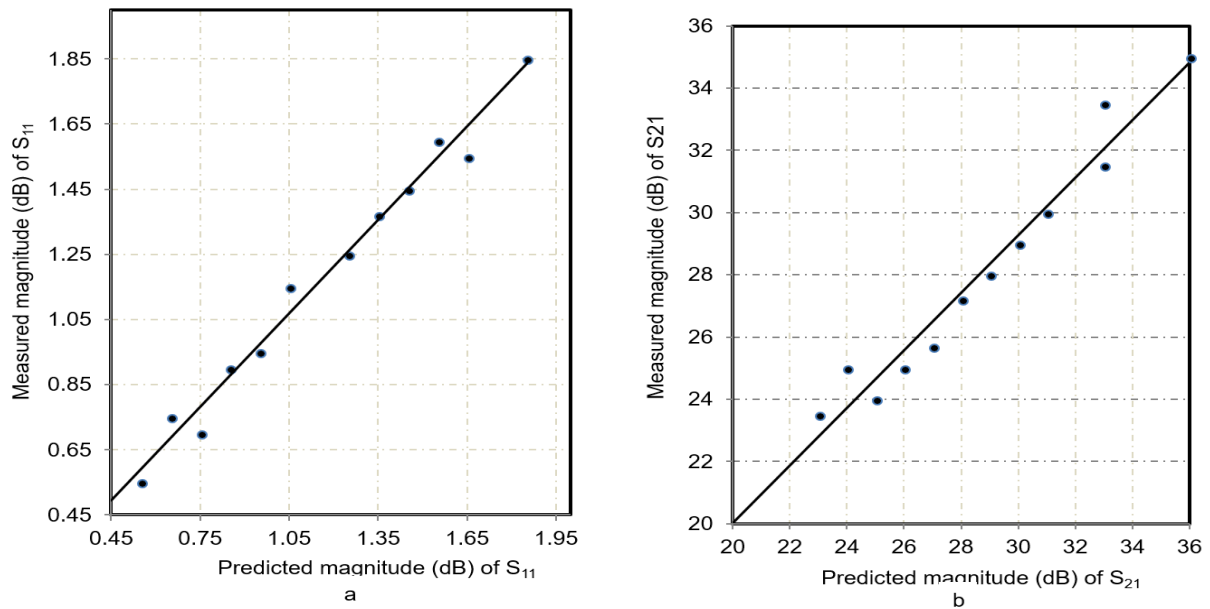 1.85
1.65
1.45
1.25
1.05
0.85
0.65
0.45
Measured magnitude (dB) of S₁₁
0.45 0.75 1.05 1.35 1.65 1.95
Predicted magnitude (dB) of S₁₁
a
36
34
32
30
28
26
24
22
20
Measured magnitude (dB) of S21
20 22 24 26 28 30 32 34 36
Predicted magnitude (dB) of S₂₁
b